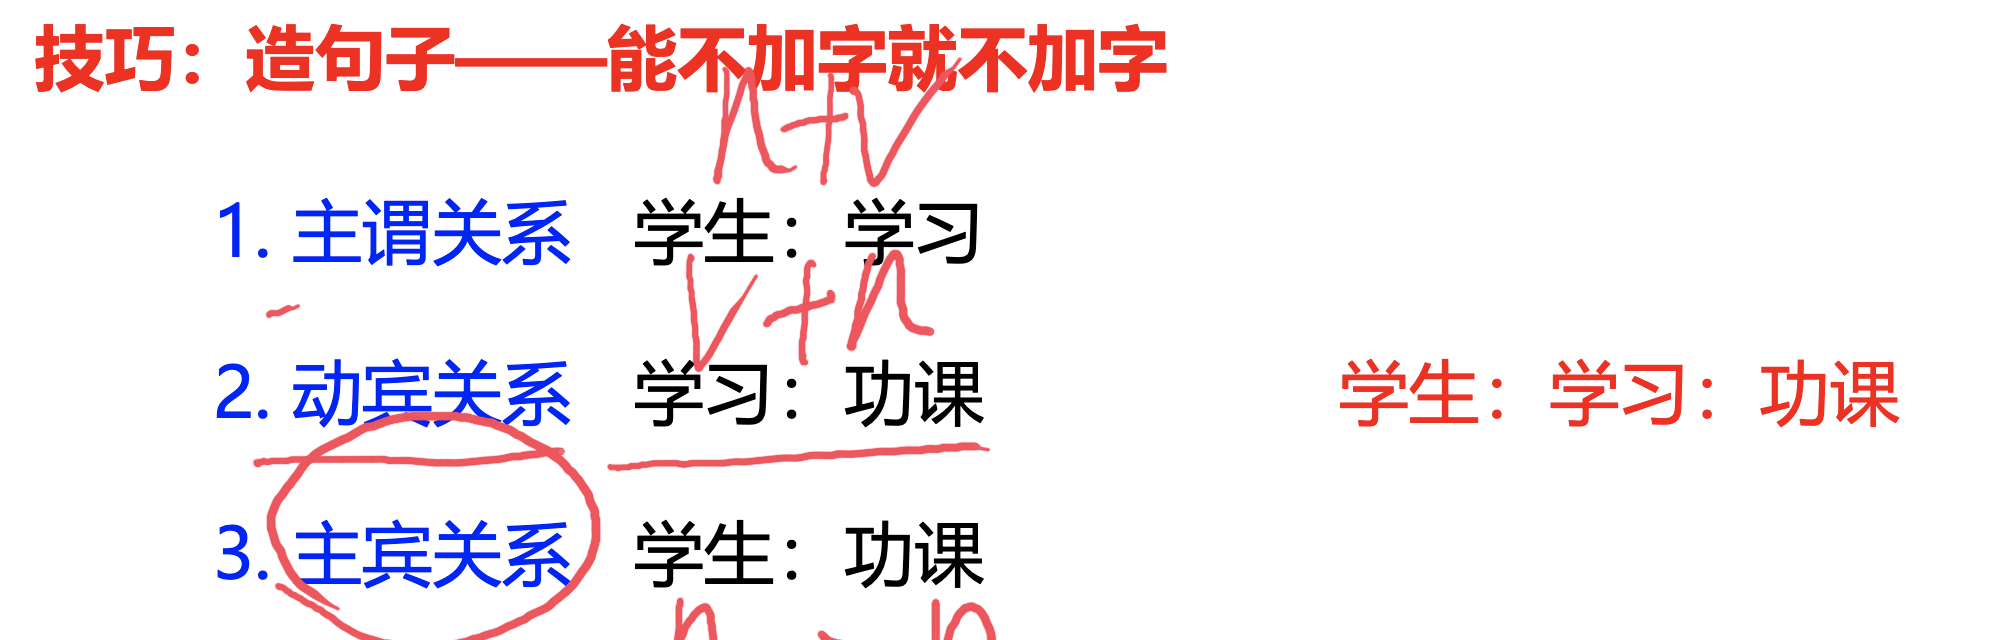 技巧：造句子——能不加字就不加字
n+v
1. 主谓关系 学生：学习
v+n
2. 动宾关系 学习：功课 学生：学习：功课
3. 主宾关系 学生：功课